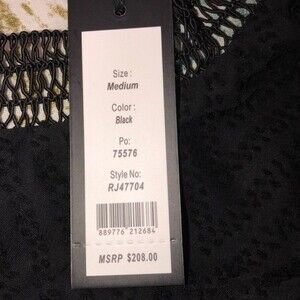 Size :
Medium
Color :
Black
Po:
75576
Style No:
RJ47704
889776 212684
MSRP $208.00